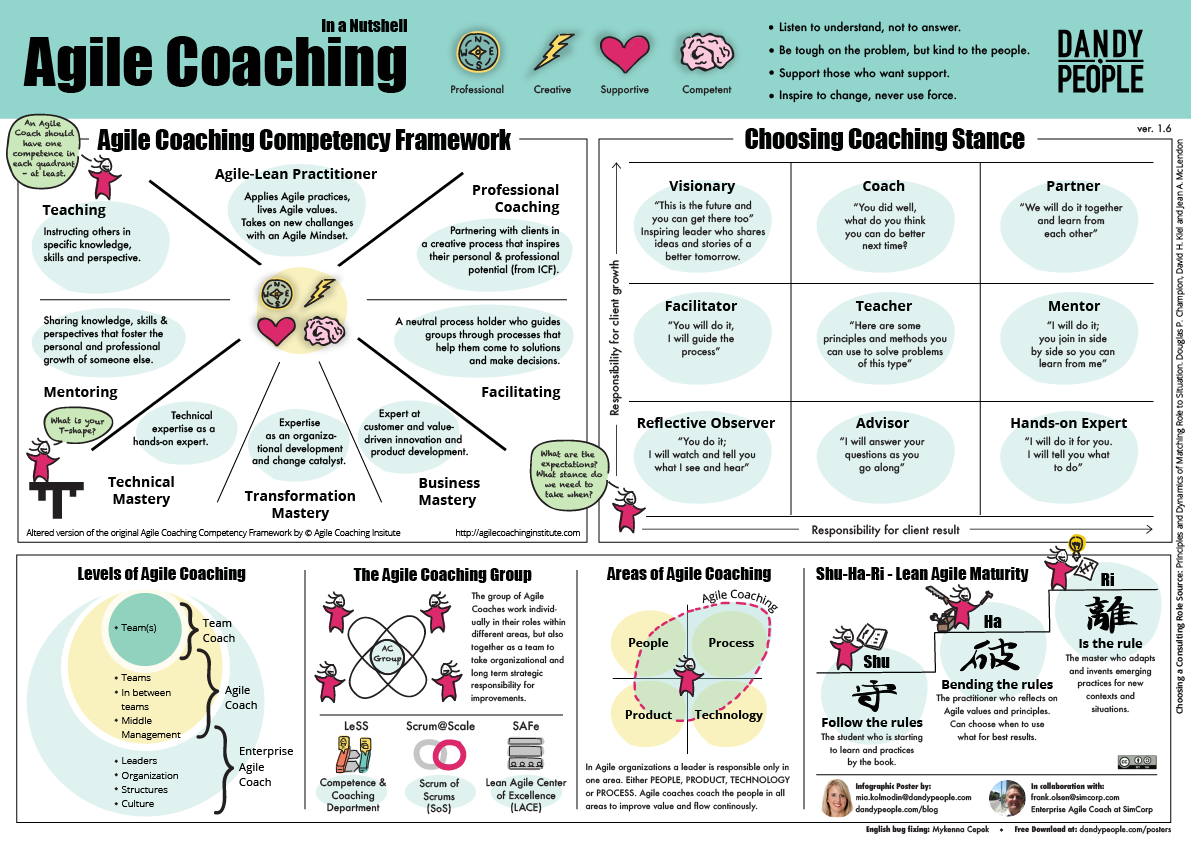 In a Nutshell
Agile Coaching
Professional
Creative
Supportive
Competent
• Listen to understand, not to answer.
• Be tough on the problem, but kind to the people.
• Support those who want support.
• Inspire to change, never use force.
DANDY
PEOPLE
ver. 1.6
An Agile
Coach should
have one
competence in
each quadrant
- at least.
Agile Coaching Competency Framework
Agile-Lean Practitioner
Applies Agile practices,
lives Agile values.
Takes on new challanges
with an Agile Mindset.
Teaching
Instructing others in
specific knowledge,
skills and perspective.
Professional
Coaching
Partnering with clients in
a creative process that inspires
their personal & professional
potential (from ICF).
N
E
S
W
Sharing knowledge, skills &
perspectives that foster the
personal and professional
growth of someone else.
Mentoring
A neutral process holder who guides
groups through processes that
help them come to solutions
and make decisions.
Facilitating
What is your
T-shape?
Technical
expertise as a
hands-on expert.
Technical
Mastery
Expertise
as an organiza-
tional development
and change catalyst.
Transformation
Mastery
Expert at
customer and value-
driven innovation and
product development.
Business
Mastery
Altered version of the original Agile Coaching Competency Framework by © Agile Coaching Insitute
http://agilecoachinginstitute.com
Choosing Coaching Stance
Responsibility for client growth
Visionary
"This is the future and
you can get there too"
Inspiring leader who shares
ideas and stories of a
better tomorrow.
Coach
"You did well,
what do you think
you can do better
next time?
Partner
"We will do it together
and learn from
each other"
Facilitator
"You will do it,
I will guide the
process"
Teacher
"Here are some
principles and methods you
can use to solve problems
of this type"
Mentor
"I will do it;
you join in side
by side so you can
learn from me"
Reflective Observer
"You do it;
I will watch and tell you
what I see and hear"
Advisor
"I will answer your
questions as you
go along"
Hands-on Expert
"I will do it for you.
I will tell you what
to do"
What are the
expectations?
What stance do
we need to
take when?
Responsibility for client result
Choosing a Consulting Role Source: Principles and Dynamics of Matching Role to Situation. Douglas P. Champion, David H. Kiel and Jean A. McLendon
Levels of Agile Coaching
• Team(s)
Team
Coach
• Teams
• In between
teams
• Middle
Management
Agile
Coach
• Leaders
• Organization
• Structures
• Culture
Enterprise
Agile
Coach
The Agile Coaching Group
AC
Group
The group of Agile
Coaches work individ-
ually in their roles within
different areas, but also
together as a team to
take organizational and
long term strategic
responsibility for
improvements.
LeSS
Competence &
Coaching
Department
Scrum@Scale
Scrum of
Scrums
(SoS)
SAFe
Lean Agile Center
of Excellence
(LACE)
Areas of Agile Coaching
Agile Coaching
People
Process
Product
Technology
In Agile organizations a leader is responsible only in
one area. Either PEOPLE, PRODUCT, TECHNOLOGY
or PROCESS. Agile coaches coach the people in all
areas to improve value and flow continously.
Shu-Ha-Ri - Lean Agile Maturity
Shu
守
Follow the rules
The student who is starting
to learn and practices
by the book.
Ha
破
Bending the rules
The practitioner who reflects on
Agile values and principles.
Can choose when to use
what for best results.
Ri
離
Is the rule
The master who adapts
and invents emerging
practices for new
contexts and
situations.
Infographic Poster by:
mia.kolmodin@dandypeople.com
dandypeople.com/blog
In collaboration with:
frank.olsen@simcorp.com
Enterprise Agile Coach at SimCorp
English bug fixing: Mykenna Cepek • Free Download at: dandypeople.com/posters